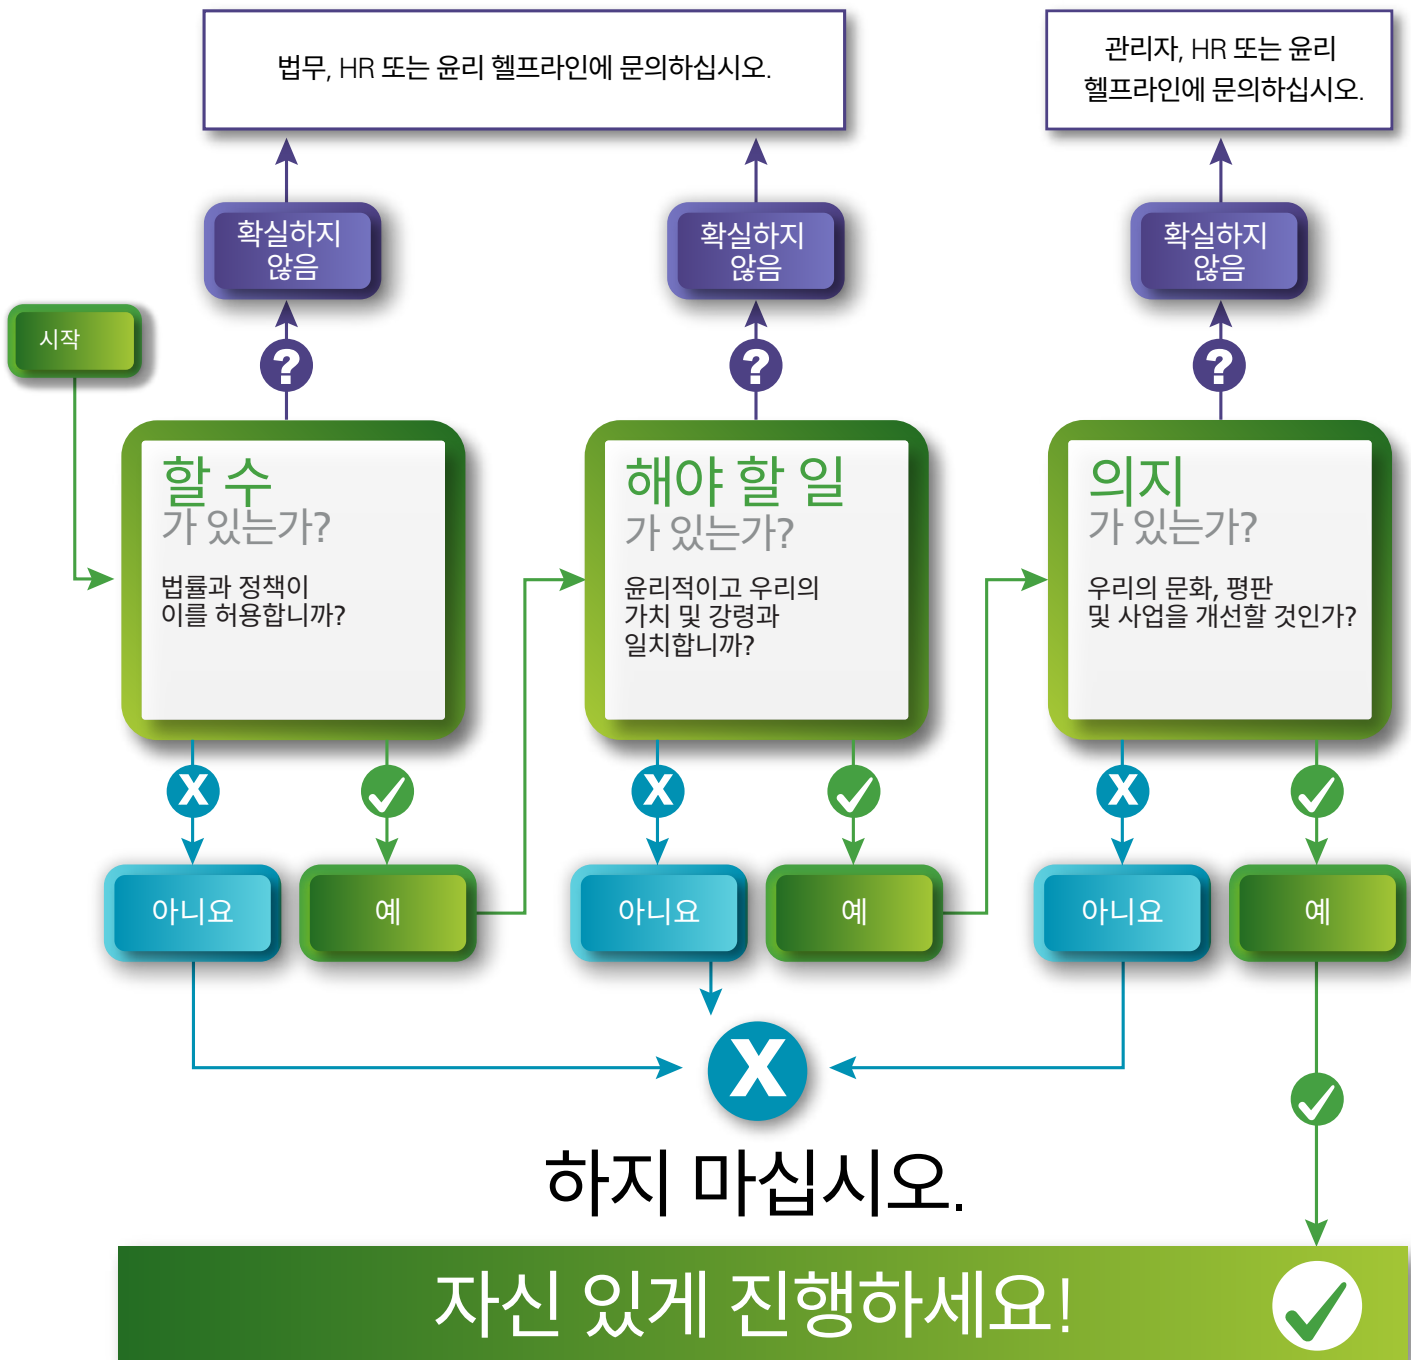 법무, HR 또는 윤리 헬프라인에 문의하십시오.
관리자, HR 또는 윤리
헬프라인에 문의하십시오.
확실하지
않음
확실하지
않음
확실하지
않음
시작
?
?
?
할 수
가 있는가?
법률과 정책이
이를 허용합니까?
해야 할 일
가 있는가?
윤리적이고 우리의
가치 및 강령과
일치합니까?
의지
가 있는가?
우리의 문화, 평판
및 사업을 개선할 것인가?
X
X
X
아니요
예
아니요
예
아니요
예
X
하지 마십시오.
자신 있게 진행하세요!